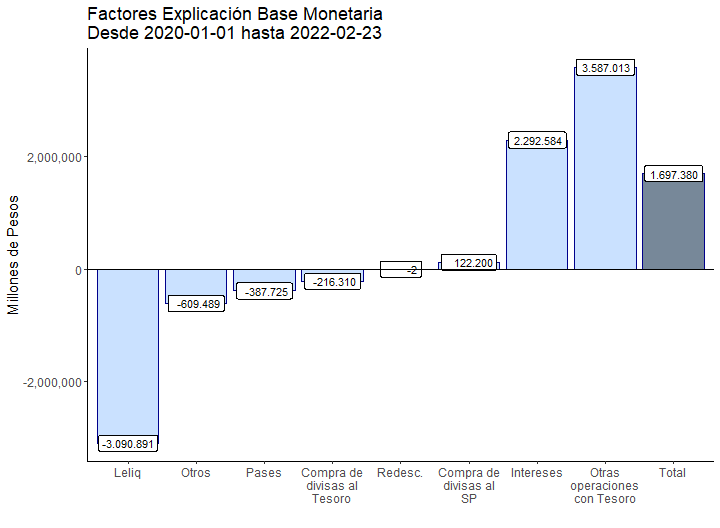 Factores Explicación Base Monetaria
Desde 2020-01-01 hasta 2022-02-23
Millones de Pesos
2,000,000
0
-2,000,000
-3.090.891
-609.489
-387.725
-216.310
-2
122.200
2.292.584
3.587.013
1.697.380
Leliq
Otros
Pases
Compra de
divisas al
Tesoro
Redesc.
Compra de
divisas al
SP
Intereses
Otras
operaciones
con Tesoro
Total